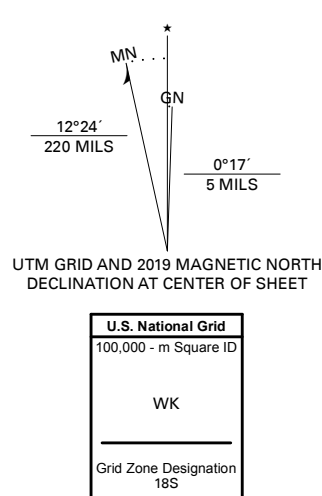 ★
MN
GN
12°24´
220 MILS
0°17´
5 MILS
UTM GRID AND 2019 MAGNETIC NORTH
DECLINATION AT CENTER OF SHEET
U.S. National Grid
100,000 - m Square ID
WK
Grid Zone Designation
18S